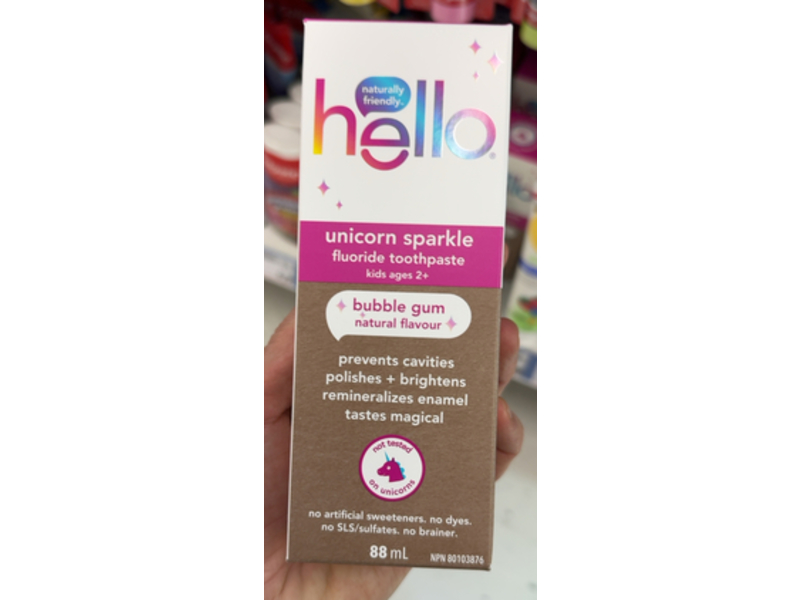 naturally
friendly.
hello®
unicorn sparkle
fluoride toothpaste
kids ages 2+
bubble gum
natural flavour
prevents cavities
polishes + brightens
remineralizes enamel
tastes magical
not tested
on unicorns
no artificial sweeteners. no dyes.
no SLS/sulfates. no brainer.
88 mL
NPN 80103876